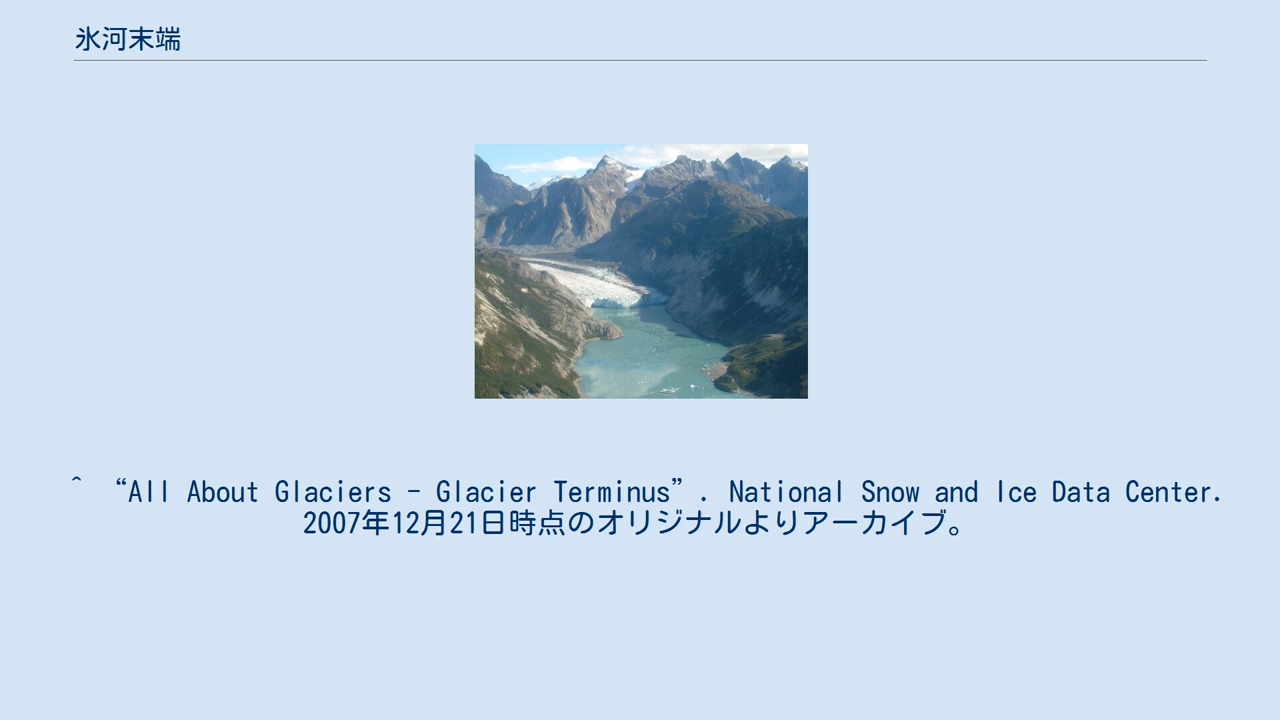 氷河末端
^ “All About Glaciers - Glacier Terminus”. National Snow and Ice Data Center.
2007年12月21日時点のオリジナルよりアーカイブ。